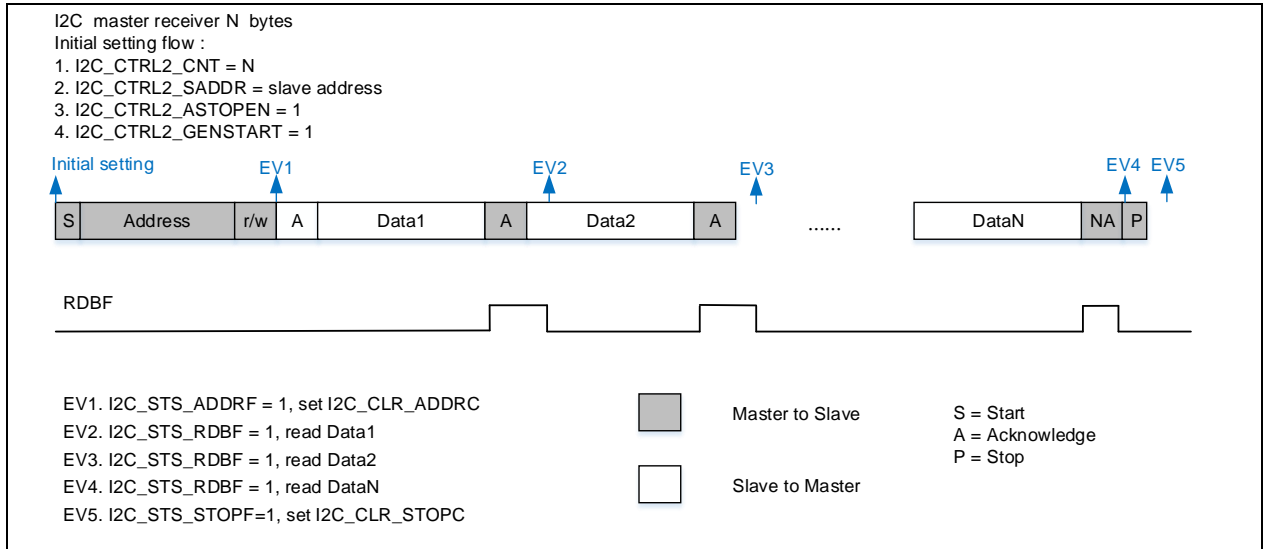 I2C master receiver N bytes
Initial setting flow :
1. I2C_CTRL2_CNT = N
2. I2C_CTRL2_SADDR = slave address
3. I2C_CTRL2_ASTOPEN = 1
4. I2C_CTRL2_GENSTART = 1
Initial setting EV1 EV2 EV3 EV4 EV5
S Address r/w A Data1 A Data2 A ...... DataN NA P
RDBF
EV1. I2C_STS_ADDRF = 1, set I2C_CLR_ADDRC
EV2. I2C_STS_RDBF = 1, read Data1
EV3. I2C_STS_RDBF = 1, read Data2
EV4. I2C_STS_RDBF = 1, read DataN
EV5. I2C_STS_STOPF=1, set I2C_CLR_STOPC
Master to Slave
Slave to Master
S = Start
A = Acknowledge
P = Stop